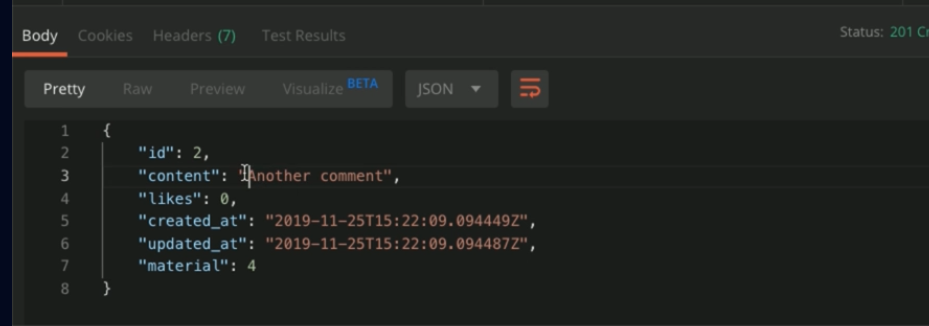 Body Cookies Headers (7) Test Results Status: 201
Pretty Raw Preview Visualize BETA JSON
1 {
2 "id": 2,
3 "content": "Another comment",
4 "likes": 0,
5 "created_at": "2019-11-25T15:22:09.094449Z",
6 "updated_at": "2019-11-25T15:22:09.094487Z",
7 "material": 4
8 }